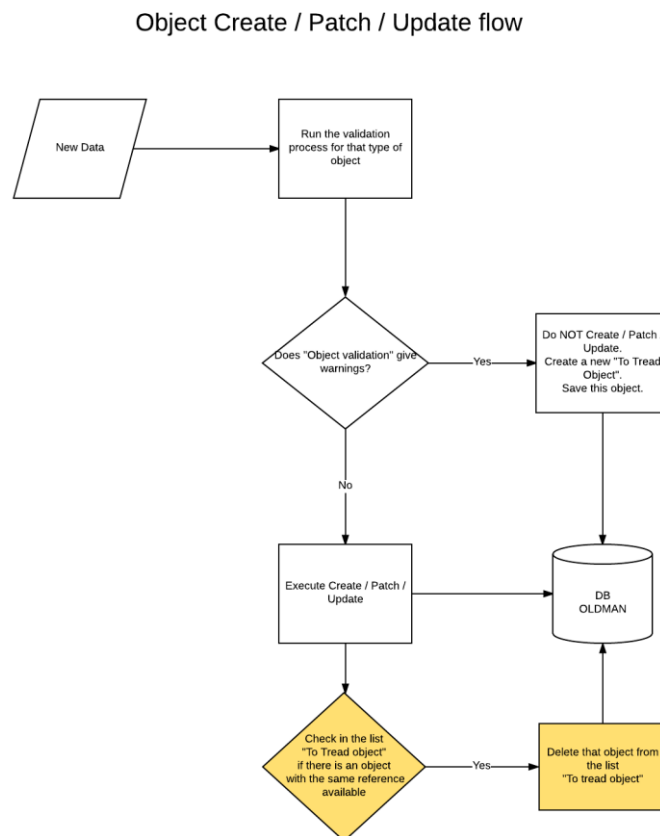 Object Create / Patch / Update flow
New Data
Run the validation
process for that type of
object
Does "Object validation" give
warnings?
Yes
Do NOT Create / Patch /
Update.
Create a new "To Tread
Object".
Save this object.
No
Execute Create / Patch /
Update
DB
OLDMAN
Check in the list
"To Tread object"
if there is an object
with the same reference
available
Yes
Delete that object from
the list
"To tread object"